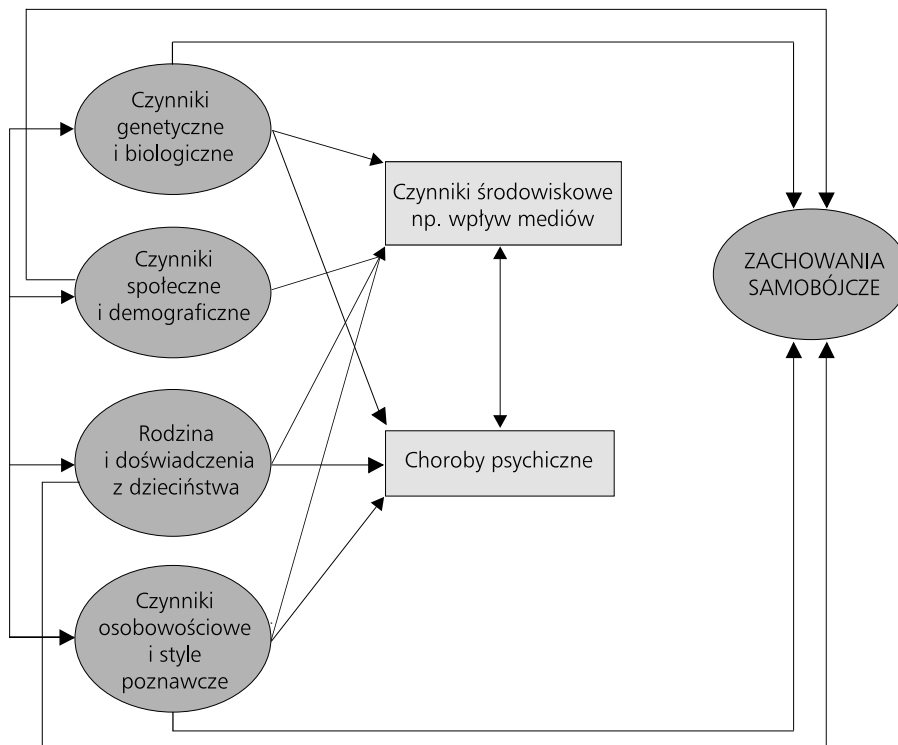 Czynniki
genetyczne
i biologiczne
Czynniki środowiskowe
np. wpływ mediów
Czynniki
społeczne
i demograficzne
ZACHOWANIA
SAMOBÓJCZE
Rodzina
i doświadczenia
z dzieciństwa
Choroby psychiczne
Czynniki
osobowościowe
i style
poznawcze